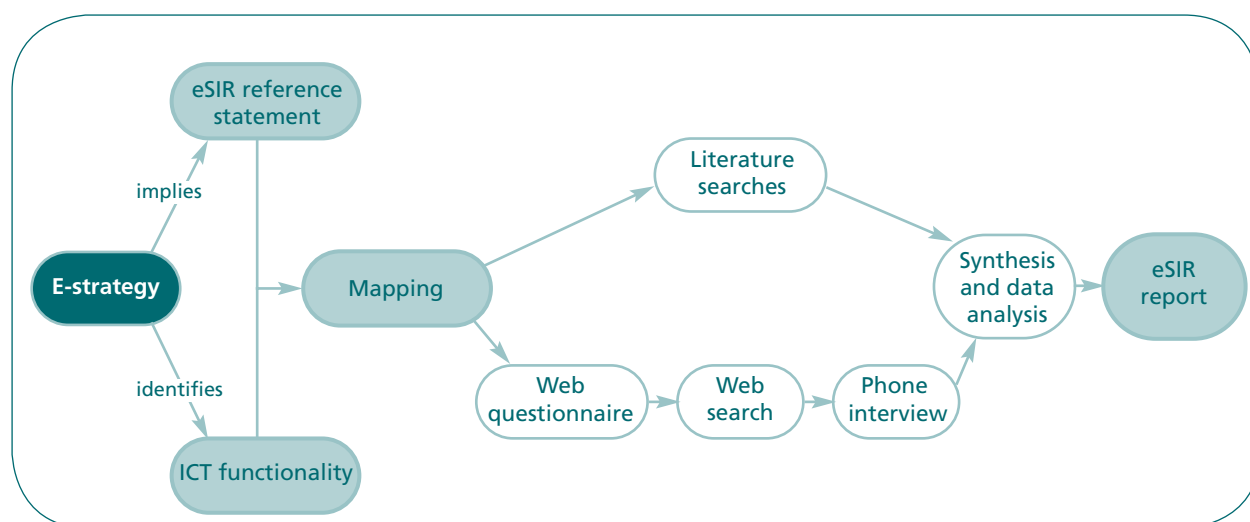 eSIR reference
statement
implies
Literature
searches
E-strategy
Mapping
Synthesis
and data
analysis
eSIR
report
identifies
Web
questionnaire
Web
search
Phone
interview
ICT functionality